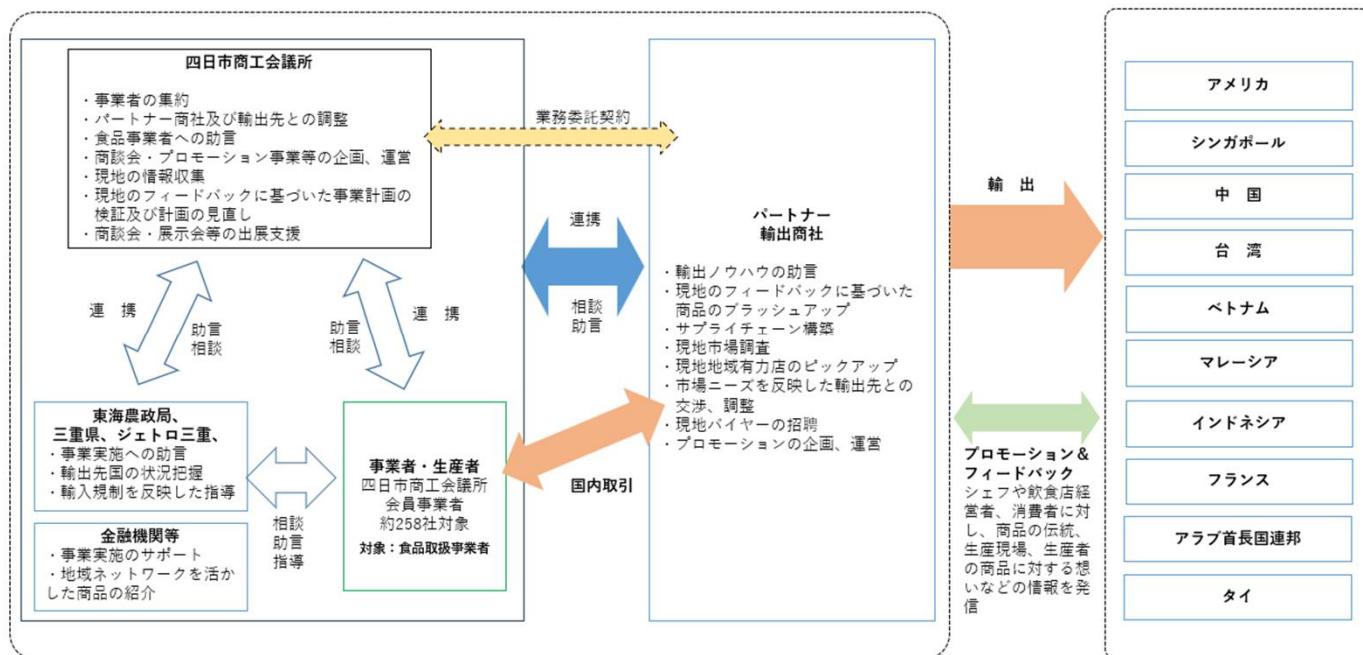 四日市商工会議所
・事業者の集約
・パートナー商社及び輸出先との調整
・食品事業者への助言
・商談会・プロモーション事業等の企画、運営
・現地の情報収集
・現地のフィードバックに基づいた事業計画の
検証及び計画の見直し
・商談会・展示会等の出展支援
業務委託契約
連携
相談
助言
連　携
助言
相談
助言
相談
連　携
東海農政局、
三重県、ジェトロ三重、
・事業実施への助言
・輸出先国の状況把握
・輸入規制を反映した指導
金融機関等
・事業実施のサポート
・地域ネットワークを活か
した商品の紹介
相談
助言
指導
事業者・生産者
四日市商工会議所
会員事業者
約258社対象
対象：食品取扱事業者
国内取引
パートナー
輸出商社
・輸出ノウハウの助言
・現地のフィードバックに基づいた
商品のブラッシュアップ
・サプライチェーン構築
・現地市場調査
・現地地域有力店のピックアップ
・市場ニーズを反映した輸出先との
交渉、調整
・現地バイヤーの招聘
・プロモーションの企画、運営
輸　出
プロモーション＆
フィードバック
シェフや飲食店経
営者、消費者に対
し、商品の伝統、
生産現場、生産者
の商品に対する想
いなどの情報を発
信
アメリカ
シンガポール
中　国
台　湾
ベトナム
マレーシア
インドネシア
フランス
アラブ首長国連邦
タイ